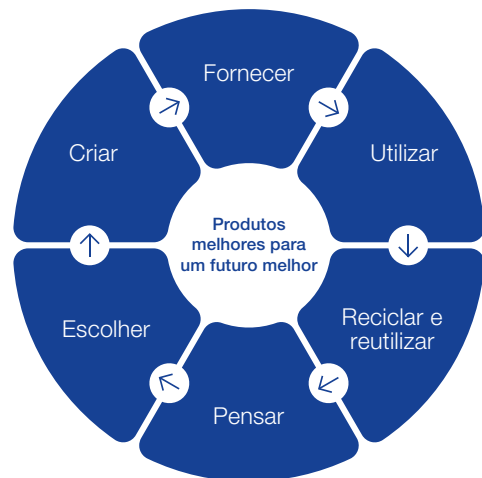 Fornecer
Criar
Utilizar
Produtos
melhores para
um futuro melhor
Escolher
Reciclar e
reutilizar
Pensar